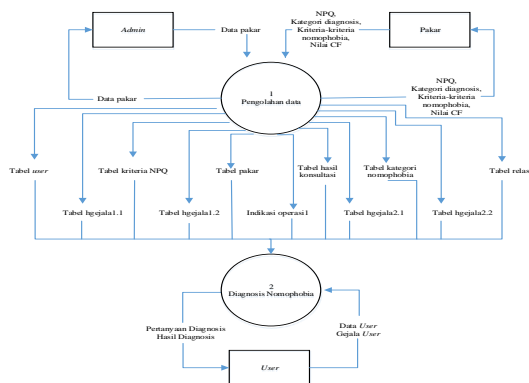 NPQ,
Kategori diagnosis,
Kriteria-kriteria
nomophobia,
Nilai CF
Admin
Data pakar
Pakar
NPQ,
Kategori diagnosis,
Kriteria-kriteria
nomophobia,
Nilai CF
Data pakar
1
Pengolahan data
Tabel user
Tabel kriteria NPQ
Tabel pakar
Tabel hasil
konsultasi
Tabel kategori
nomophobia
Tabel relas
Tabel hgejala1.1
Tabel hgejala1.2
Indikasi operasi1
Tabel hgejala2.1
Tabel hgejala2.2
2
Diagnosis Nomophobia
Pertanyaan Diagnosis
Hasil Diagnosis
Data User
Gejala User
User